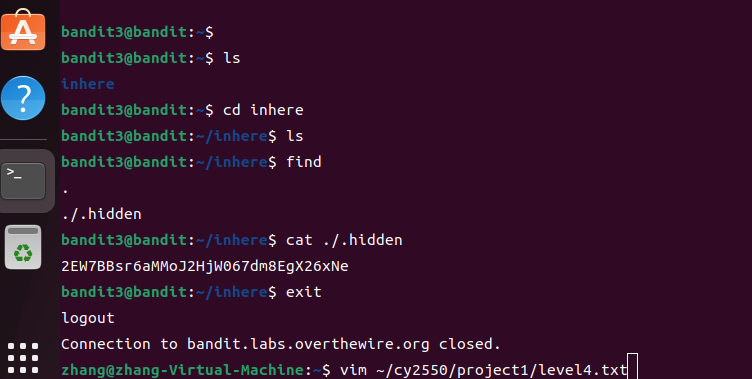 bandit3@bandit:~$
bandit3@bandit:~$ ls
inhere
bandit3@bandit:~$ cd inhere
bandit3@bandit:~/inhere$ ls
bandit3@bandit:~/inhere$ find
.
./.hidden
bandit3@bandit:~/inhere$ cat ./.hidden
2EW7BBsr6aMMoJ2HjW067dm8EgX26xNe
bandit3@bandit:~/inhere$ exit
logout
Connection to bandit.labs.overthewire.org closed.
zhang@zhang-Virtual-Machine:~$ vim ~/cy2550/project1/level4.txt